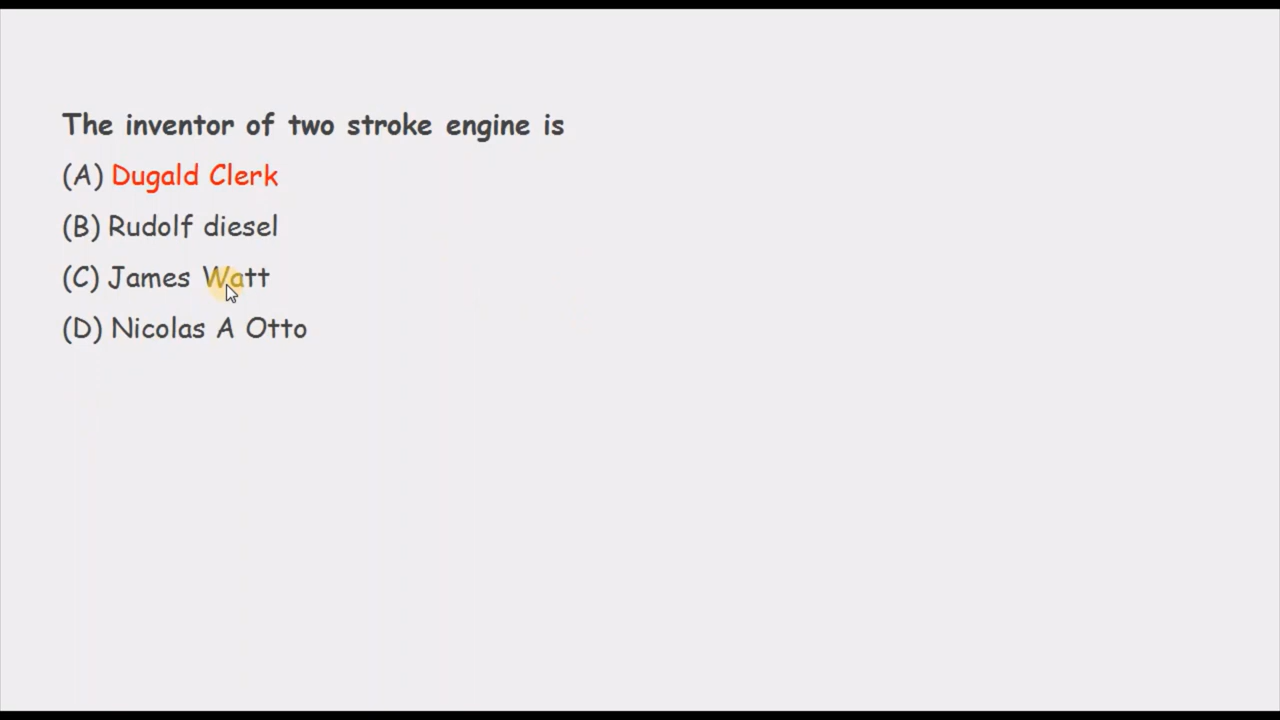 The inventor of two stroke engine is
(A) Dugald Clerk
(B) Rudolf diesel
(C) James Watt
(D) Nicolas A Otto